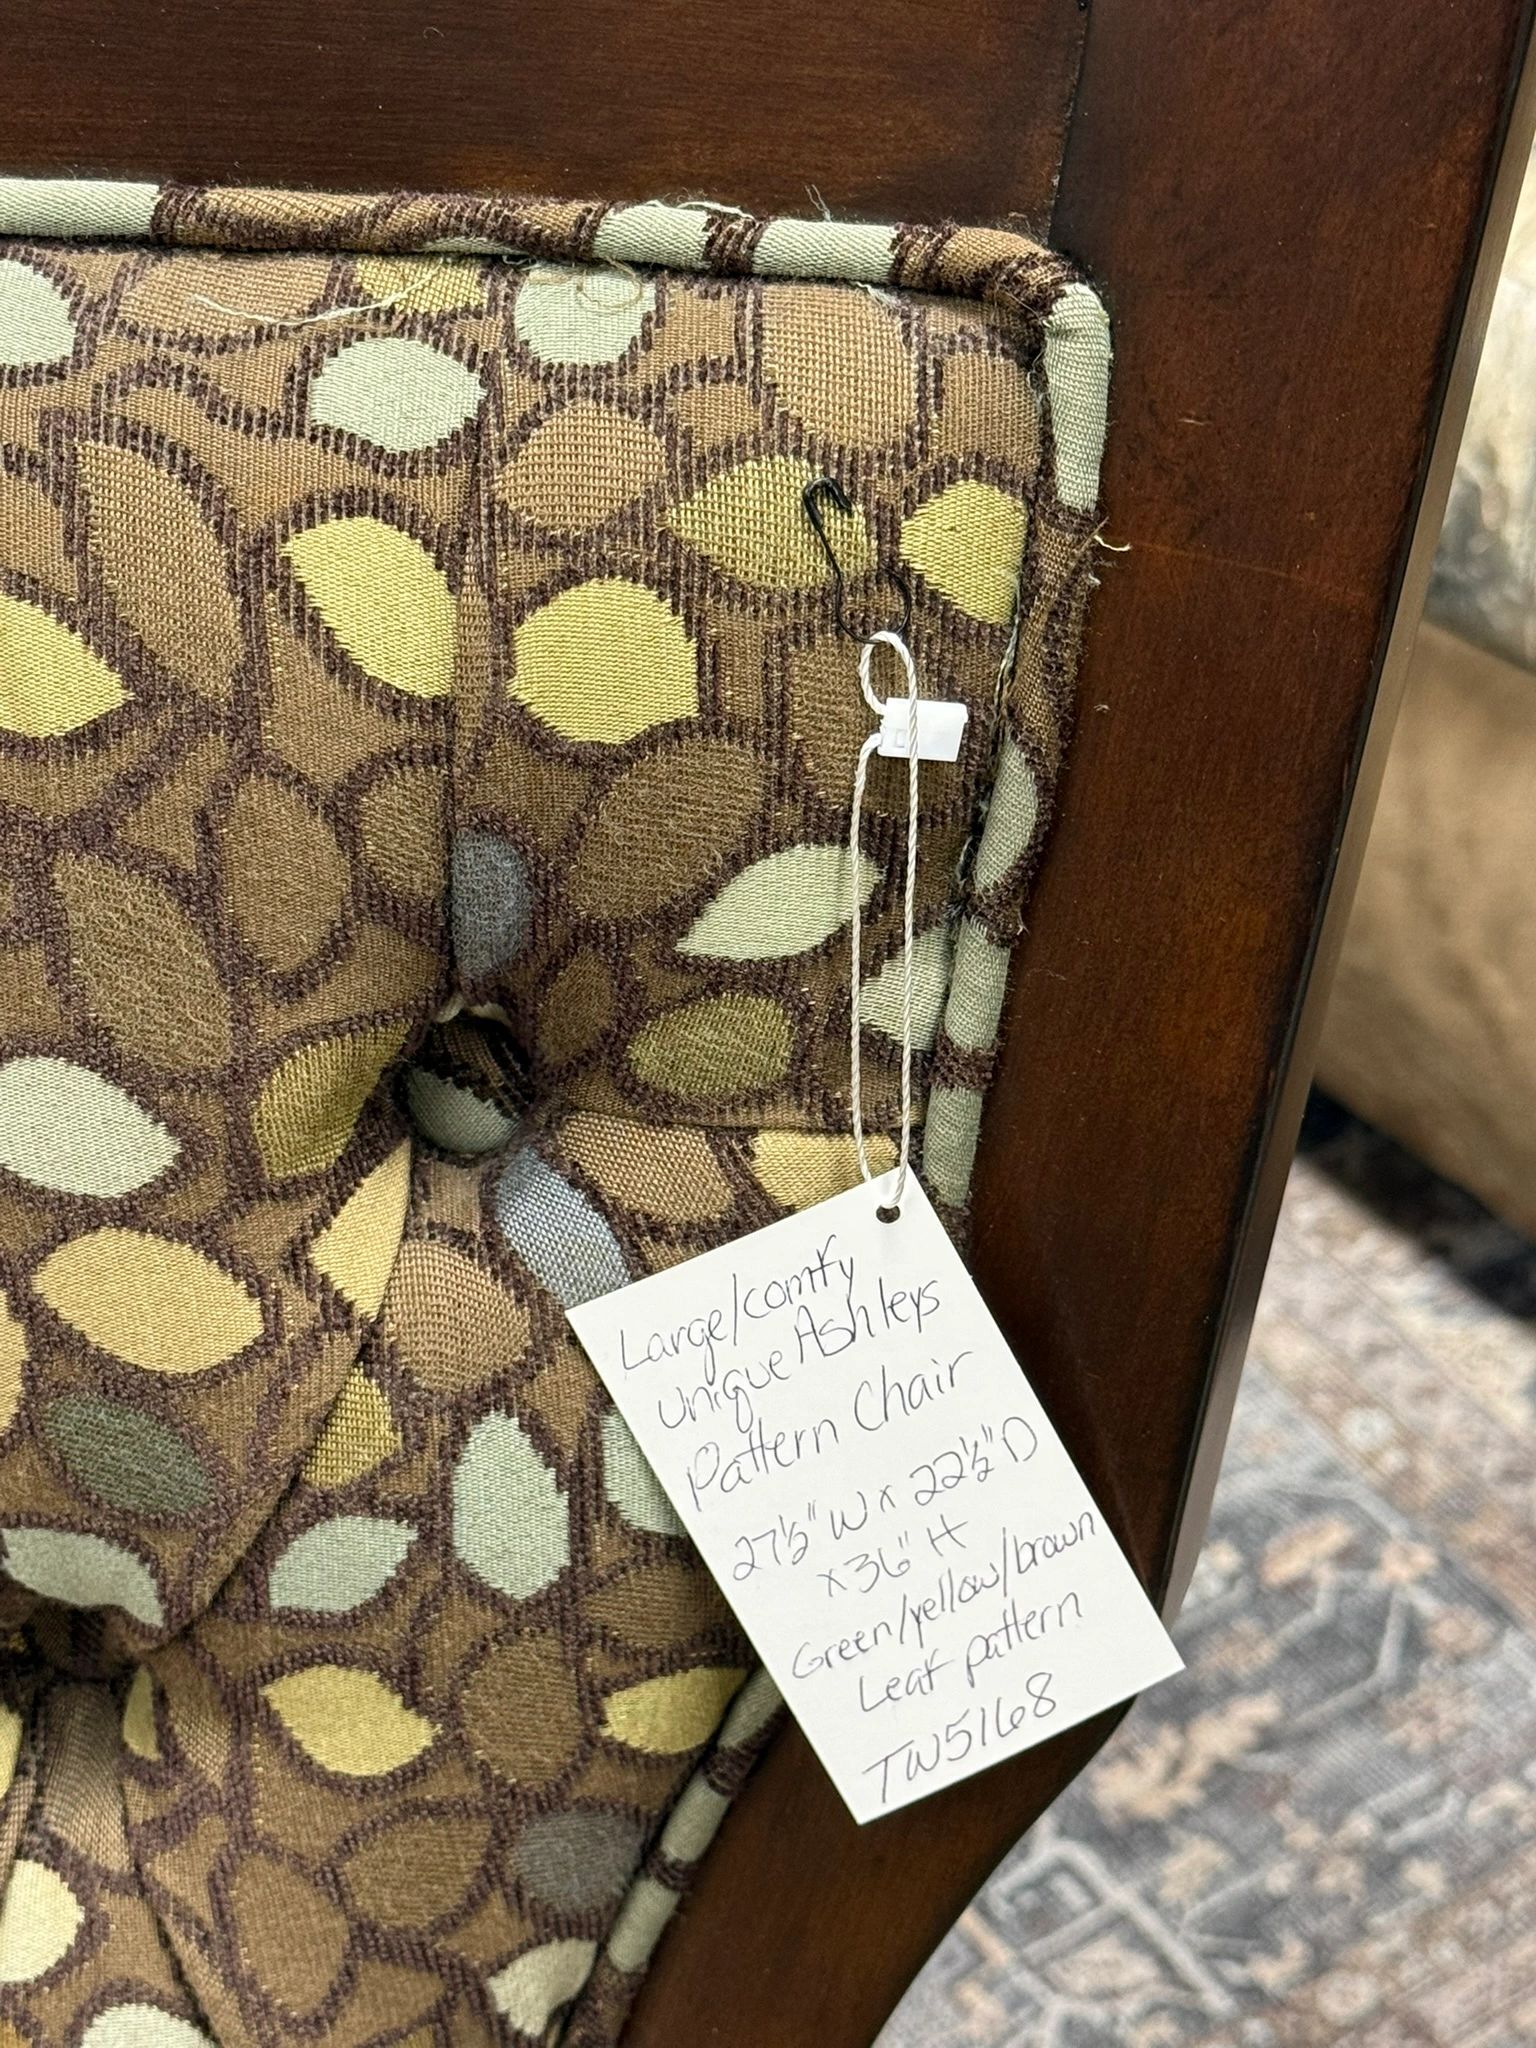 Large/comfy
unique Ashleys
Pattern Chair
27½" W x 22½" D
x 36" H
Green/yellow/brown
Leaf pattern
TW5168